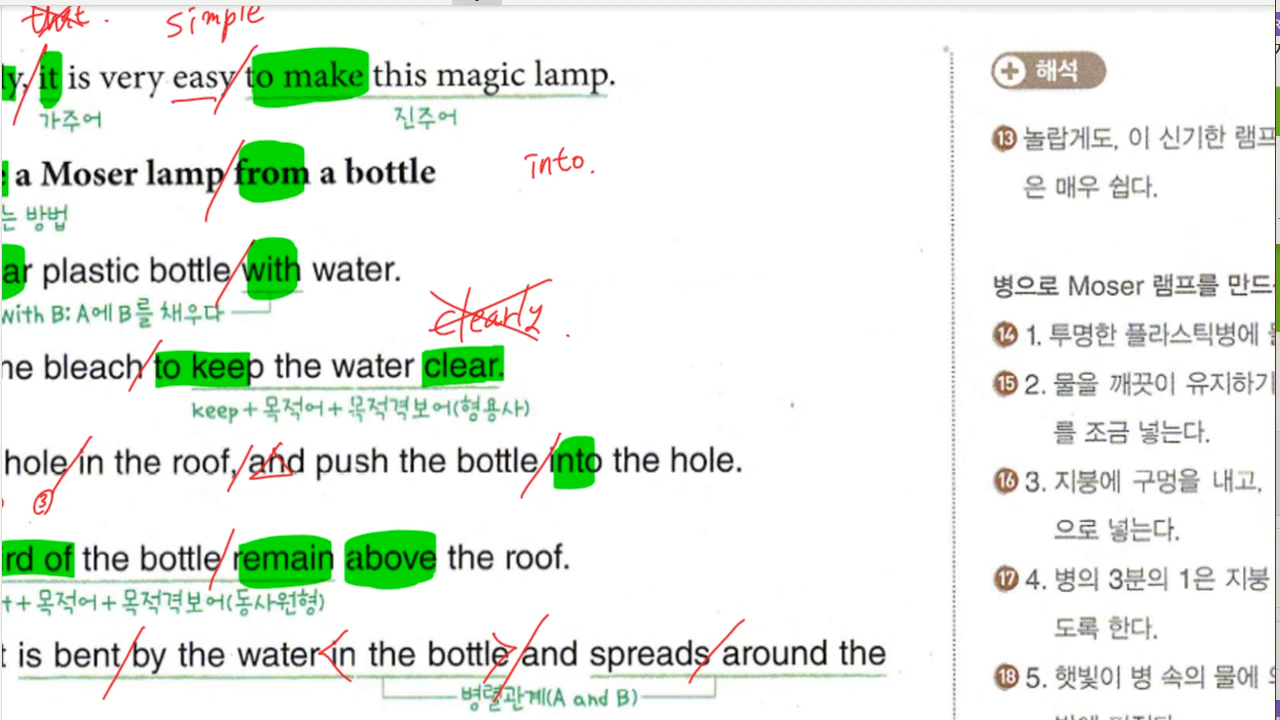 that. simple
ly, it is very easy to make this magic lamp.
가주어 진주어
a Moser lamp from a bottle
into.
는 방법
ar plastic bottle with water.
with B: A에 B를 채우다
clearly.
ne bleach to keep the water clear.
keep + 목적어 + 목적격보어(형용사)
hole in the roof, and push the bottle into the hole.
③
rd of the bottle remain above the roof.
+ 목적어 + 목적격보어(동사원형)
t is bent by the water in the bottle and spreads around the
병렬관계(A and B)
해석
⑬ 놀랍게도, 이 신기한 램프
은 매우 쉽다.
병으로 Moser 램프를 만드
⑭ 1. 투명한 플라스틱병에
⑮ 2. 물을 깨끗이 유지하기
를 조금 넣는다.
⑯ 3. 지붕에 구멍을 내고,
으로 넣는다.
⑰ 4. 병의 3분의 1은 지붕
도록 한다.
⑱ 5. 햇빛이 병 속의 물에